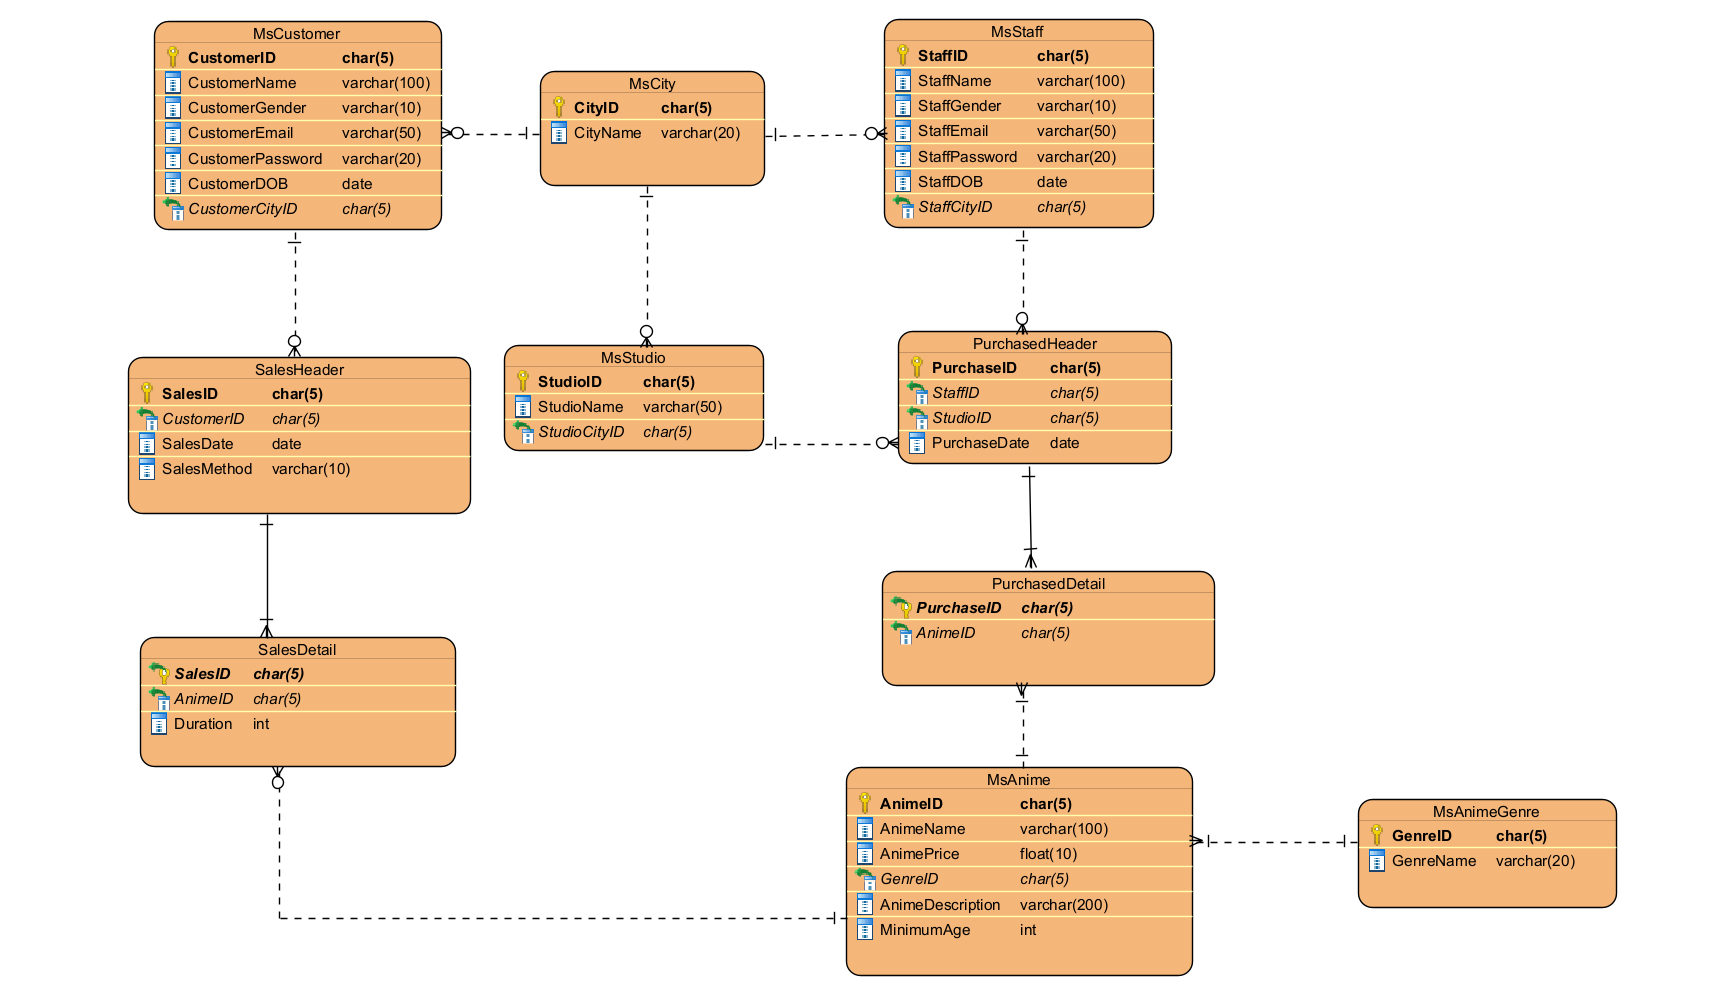 MsCustomer
CustomerID char(5)
CustomerName varchar(100)
CustomerGender varchar(10)
CustomerEmail varchar(50)
CustomerPassword varchar(20)
CustomerDOB date
CustomerCityID char(5)
MsCity
CityID char(5)
CityName varchar(20)
MsStaff
StaffID char(5)
StaffName varchar(100)
StaffGender varchar(10)
StaffEmail varchar(50)
StaffPassword varchar(20)
StaffDOB date
StaffCityID char(5)
SalesHeader
SalesID char(5)
CustomerID char(5)
SalesDate date
SalesMethod varchar(10)
MsStudio
StudioID char(5)
StudioName varchar(50)
StudioCityID char(5)
PurchasedHeader
PurchaseID char(5)
StaffID char(5)
StudioID char(5)
PurchaseDate date
SalesDetail
SalesID char(5)
AnimeID char(5)
Duration int
PurchasedDetail
PurchaseID char(5)
AnimeID char(5)
MsAnime
AnimeID char(5)
AnimeName varchar(100)
AnimePrice float(10)
GenreID char(5)
AnimeDescription varchar(200)
MinimumAge int
MsAnimeGenre
GenreID char(5)
GenreName varchar(20)